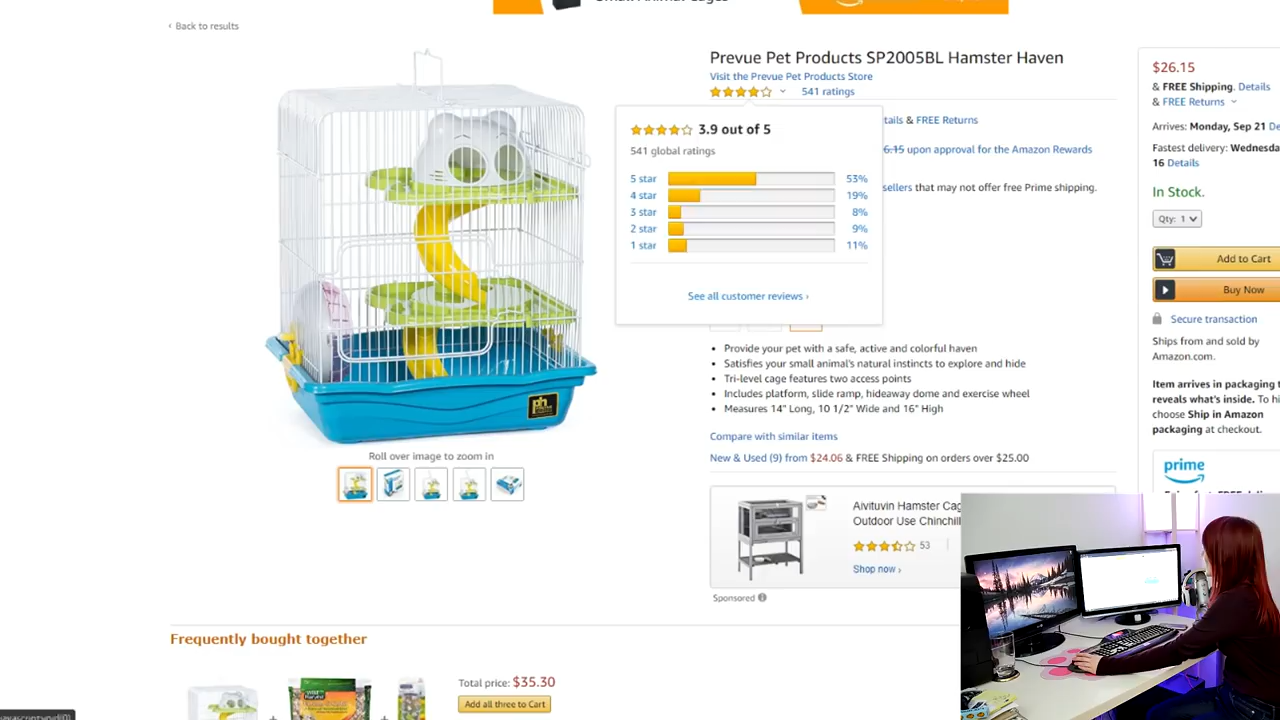 ‹ Back to results
Prevue Pet Products SP2005BL Hamster Haven
Visit the Prevue Pet Products Store
541 ratings
3.9 out of 5
541 global ratings
5 star 53%
4 star 19%
3 star 8%
2 star 9%
1 star 11%
See all customer reviews ›
tails & FREE Returns
6.15 upon approval for the Amazon Rewards
sellers that may not offer free Prime shipping.
• Provide your pet with a safe, active and colorful haven
• Satisfies your small animal's natural instincts to explore and hide
• Tri-level cage features two access points
• Includes platform, slide ramp, hideaway dome and exercise wheel
• Measures 14" Long, 10 1/2" Wide and 16" High
Compare with similar items
New & Used (9) from $24.06 & FREE Shipping on orders over $25.00
Aivituvin Hamster Cag
Outdoor Use Chinchill
53
Shop now ›
Sponsored
ph
Roll over image to zoom in
$26.15
& FREE Shipping. Details
& FREE Returns
Arrives: Monday, Sep 21 De
Fastest delivery: Wednesda
16 Details
In Stock.
Qty: 1
Add to Cart
Buy Now
Secure transaction
Ships from and sold by
Amazon.com.
Item arrives in packaging t
reveals what's inside. To hi
choose Ship in Amazon
packaging at checkout.
prime
Frequently bought together
Total price: $35.30
Add all three to Cart